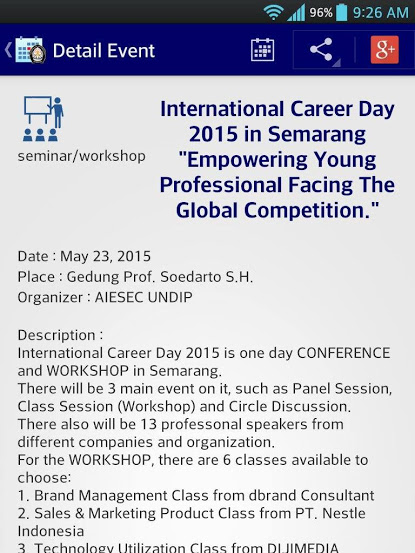 96% 9:26 AM
Detail Event
g+
seminar/workshop
International Career Day
2015 in Semarang
"Empowering Young
Professional Facing The
Global Competition."
Date : May 23, 2015
Place : Gedung Prof. Soedarto S.H.
Organizer : AIESEC UNDIP
Description :
International Career Day 2015 is one day CONFERENCE
and WORKSHOP in Semarang.
There will be 3 main event on it, such as Panel Session,
Class Session (Workshop) and Circle Discussion.
There also will be 13 professonal speakers from
different companies and organization.
For the WORKSHOP, there are 6 classes available to
choose:
1. Brand Management Class from dbrand Consultant
2. Sales & Marketing Product Class from PT. Nestle
Indonesia
3. Technology Utilization Class from